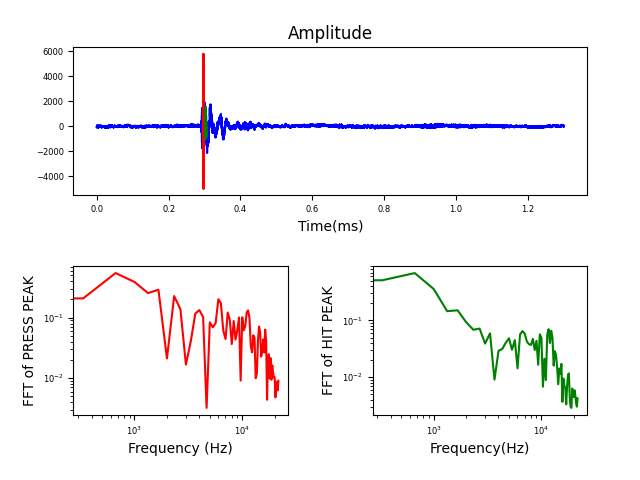 Amplitude
6000
4000
2000
0
−2000
−4000
0.0 0.2 0.4 0.6 0.8 1.0 1.2
Time(ms)
FFT of PRESS PEAK
10⁻¹
10⁻²
10³ 10⁴
Frequency (Hz)
FFT of HIT PEAK
10⁻¹
10⁻²
10³ 10⁴
Frequency(Hz)